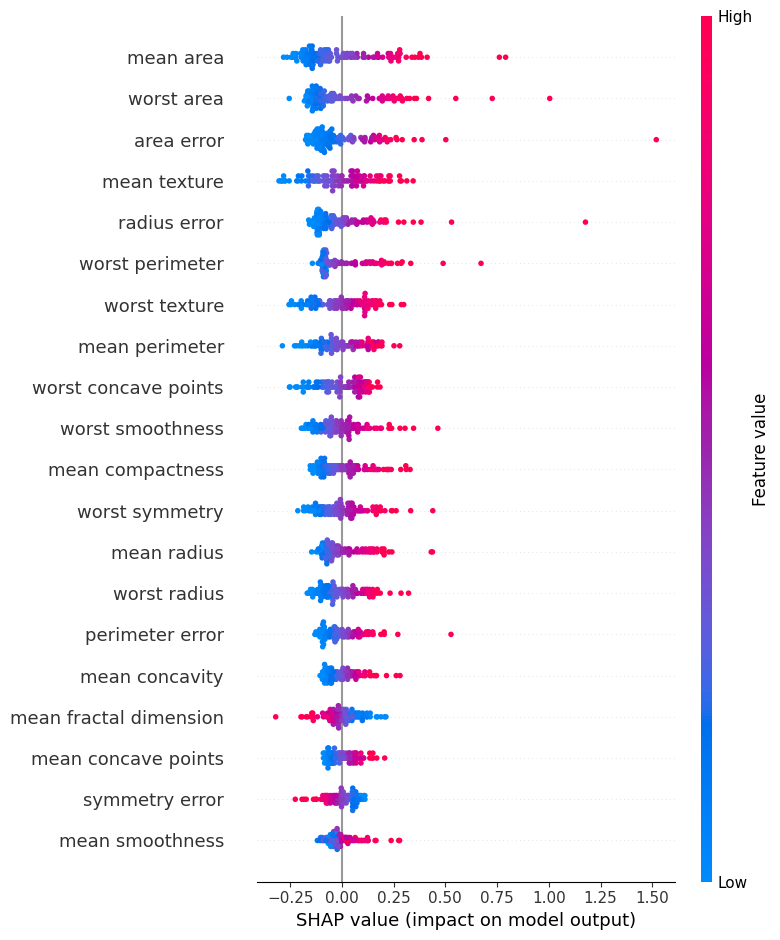 High
mean area
worst area
area error
mean texture
radius error
worst perimeter
worst texture
mean perimeter
worst concave points
worst smoothness
mean compactness
worst symmetry
mean radius
worst radius
perimeter error
mean concavity
mean fractal dimension
mean concave points
symmetry error
mean smoothness
Feature value
Low
−0.25 0.00 0.25 0.50 0.75 1.00 1.25 1.50
SHAP value (impact on model output)